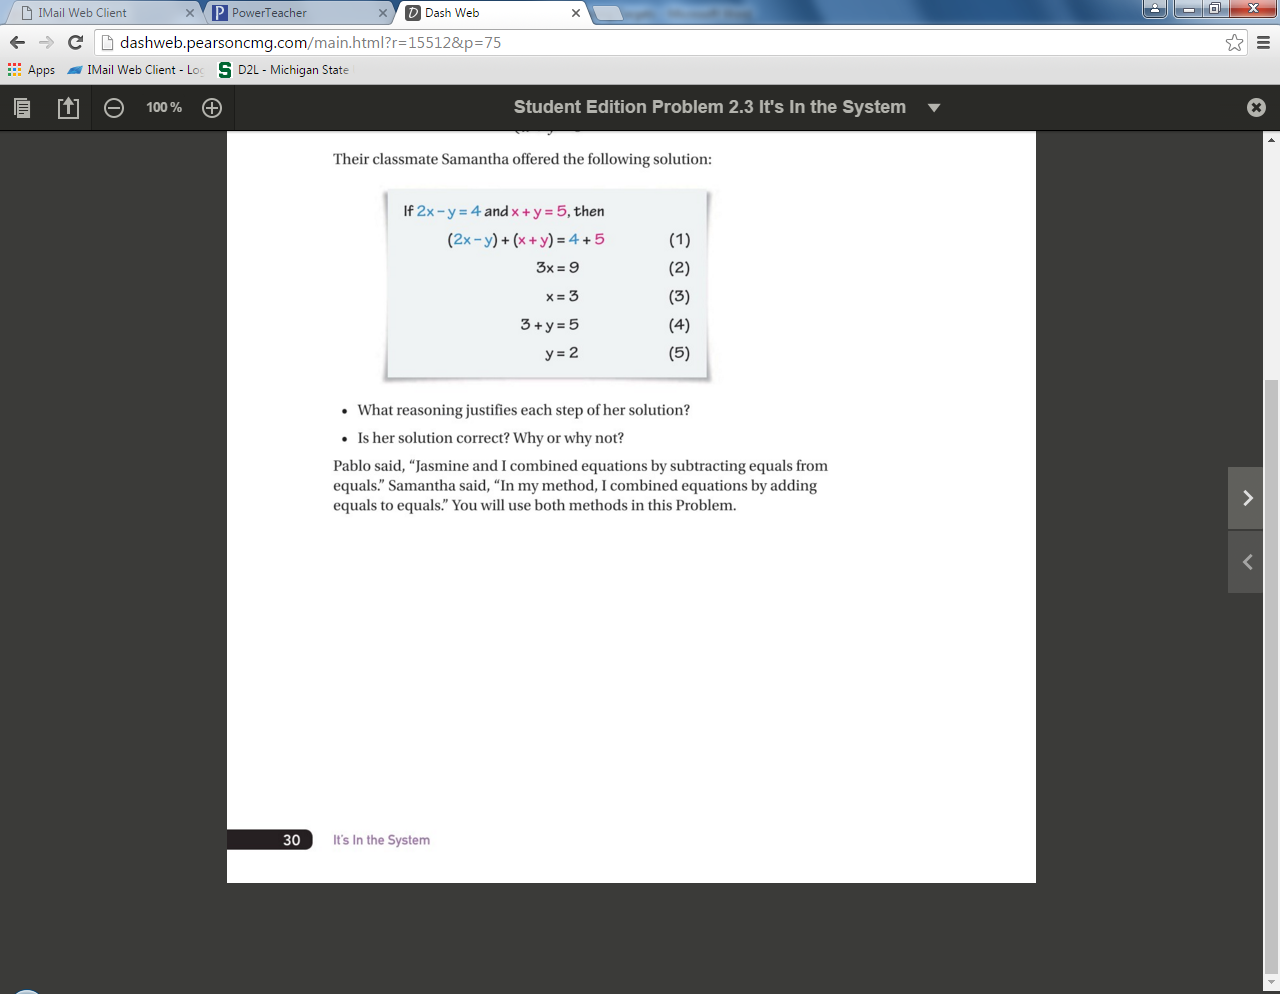 IMail Web Client
PowerTeacher
Dash Web
dashweb.pearsoncmg.com/main.html?r=15512&p=75
Apps
IMail Web Client - Log
D2L - Michigan State
100 %
Student Edition Problem 2.3 It's In the System
Their classmate Samantha offered the following solution:
If 2x – y = 4 and x + y = 5, then
(2x – y) + (x + y) = 4 + 5 (1)
3x = 9 (2)
x = 3 (3)
3 + y = 5 (4)
y = 2 (5)
• What reasoning justifies each step of her solution?
• Is her solution correct? Why or why not?
Pablo said, “Jasmine and I combined equations by subtracting equals from
equals.” Samantha said, “In my method, I combined equations by adding
equals to equals.” You will use both methods in this Problem.
30 It's In the System